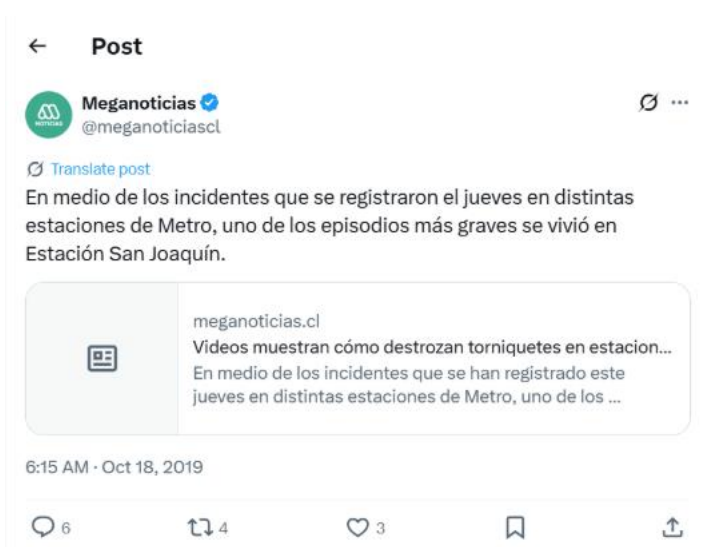 Post
Meganoticias
@meganoticiascl
Translate post
En medio de los incidentes que se registraron el jueves en distintas
estaciones de Metro, uno de los episodios más graves se vivió en
Estación San Joaquín.
meganoticias.cl
Videos muestran cómo destrozan torniquetes en estacion...
En medio de los incidentes que se han registrado este
jueves en distintas estaciones de Metro, uno de los ...
6:15 AM · Oct 18, 2019
6 4 3